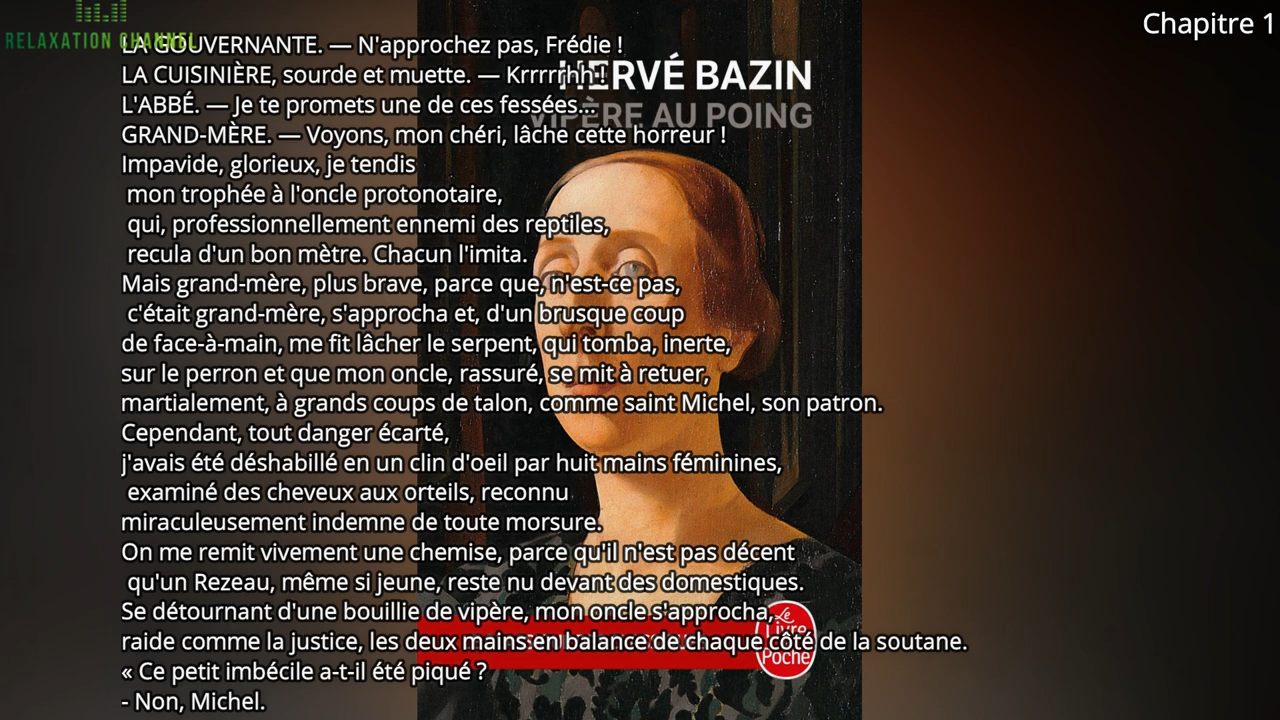 RELAXATION CHANNEL
Chapitre 1
HERVÉ BAZIN
VIPÈRE AU POING
LA GOUVERNANTE. — N'approchez pas, Frédie !
LA CUISINIÈRE, sourde et muette. — Krrrrrhh !
L'ABBÉ. — Je te promets une de ces fessées...
GRAND-MÈRE. — Voyons, mon chéri, lâche cette horreur !
Impavide, glorieux, je tendis
mon trophée à l'oncle protonotaire,
qui, professionnellement ennemi des reptiles,
recula d'un bon mètre. Chacun l'imita.
Mais grand-mère, plus brave, parce que, n'est-ce pas,
c'était grand-mère, s'approcha et, d'un brusque coup
de face-à-main, me fit lâcher le serpent, qui tomba, inerte,
sur le perron et que mon oncle, rassuré, se mit à retuer,
martialement, à grands coups de talon, comme saint Michel, son patron.
Cependant, tout danger écarté,
j'avais été déshabillé en un clin d'oeil par huit mains féminines,
examiné des cheveux aux orteils, reconnu
miraculeusement indemne de toute morsure.
On me remit vivement une chemise, parce qu'il n'est pas décent
qu'un Rezeau, même si jeune, reste nu devant des domestiques.
Se détournant d'une bouillie de vipère, mon oncle s'approcha,
raide comme la justice, les deux mains en balance de chaque côté de la soutane.
« Ce petit imbécile a-t-il été piqué ?
- Non, Michel.
Le
Livre
Poche